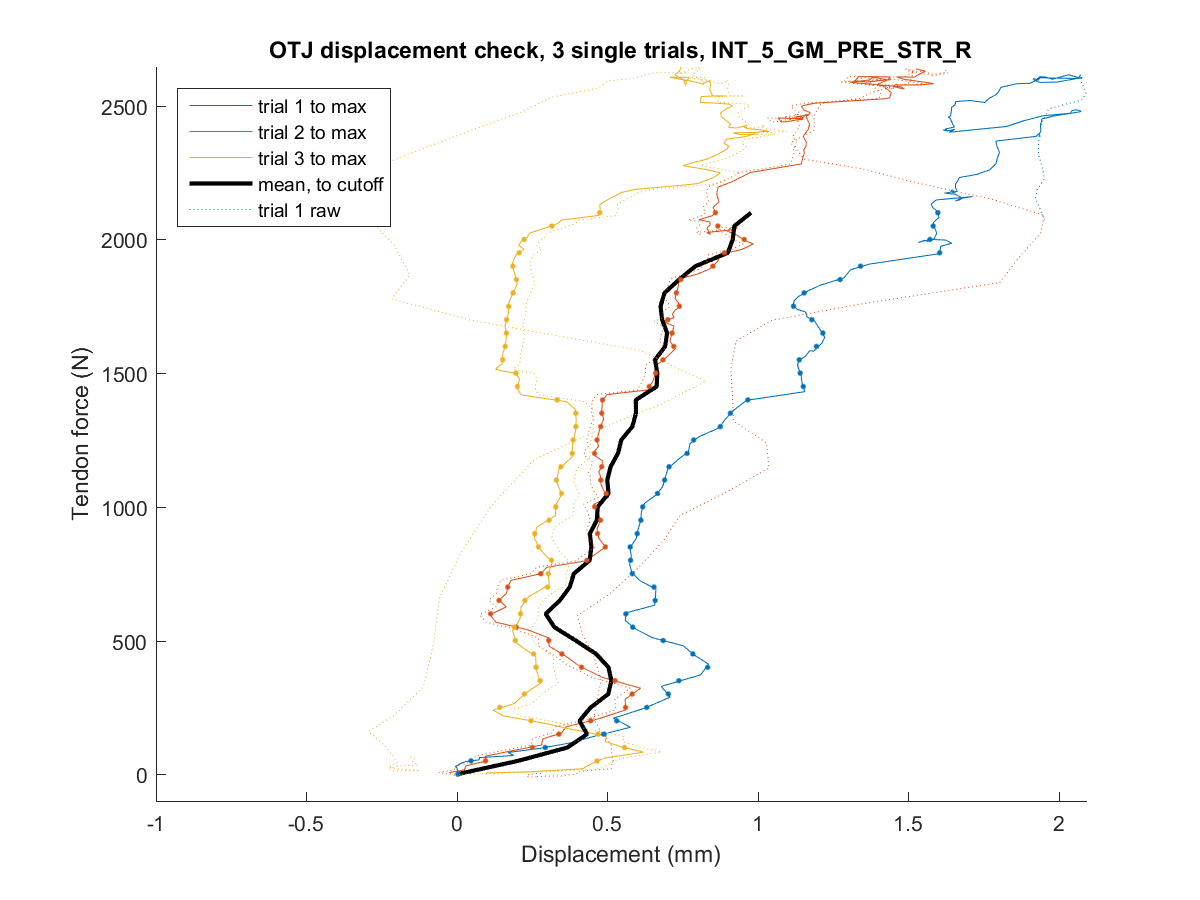 OTJ displacement check, 3 single trials, INT_5_GM_PRE_STR_R
trial 1 to max
trial 2 to max
trial 3 to max
mean, to cutoff
trial 1 raw
2500
2000
1500
1000
500
0
Tendon force (N)
-1 -0.5 0 0.5 1 1.5 2
Displacement (mm)